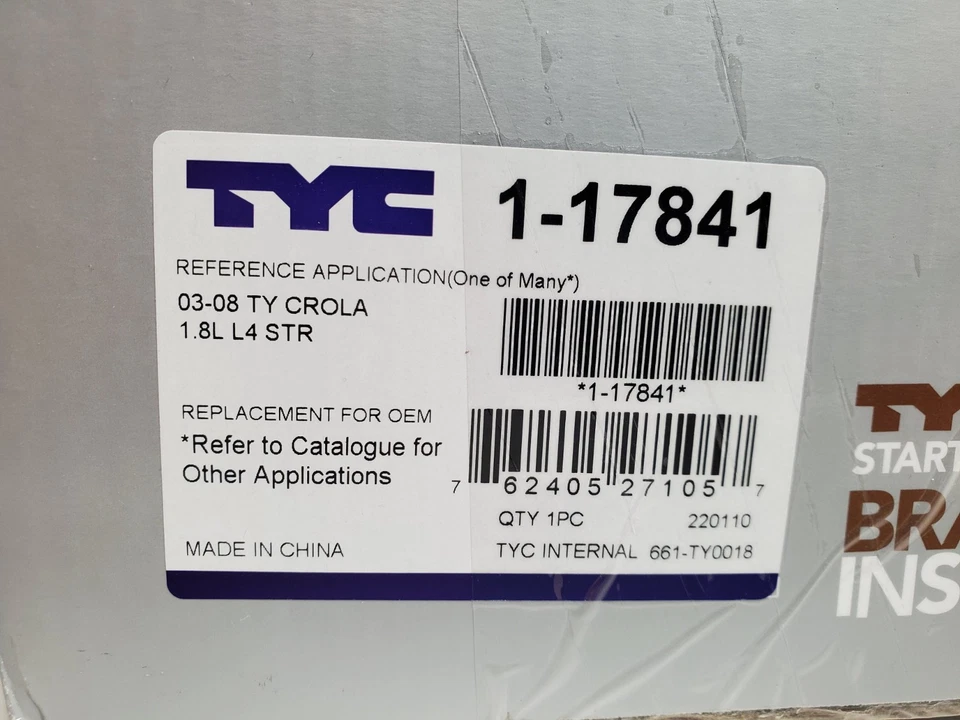 TYC
1-17841
REFERENCE APPLICATION(One of Many*)
03-08 TY CROLA
1.8L L4 STR
*1-17841*
REPLACEMENT FOR OEM
*Refer to Catalogue for
Other Applications
7 62405 27105 7
QTY 1PC 220110
MADE IN CHINA
TYC INTERNAL 661-TY0018
TY
START
BRA
INS